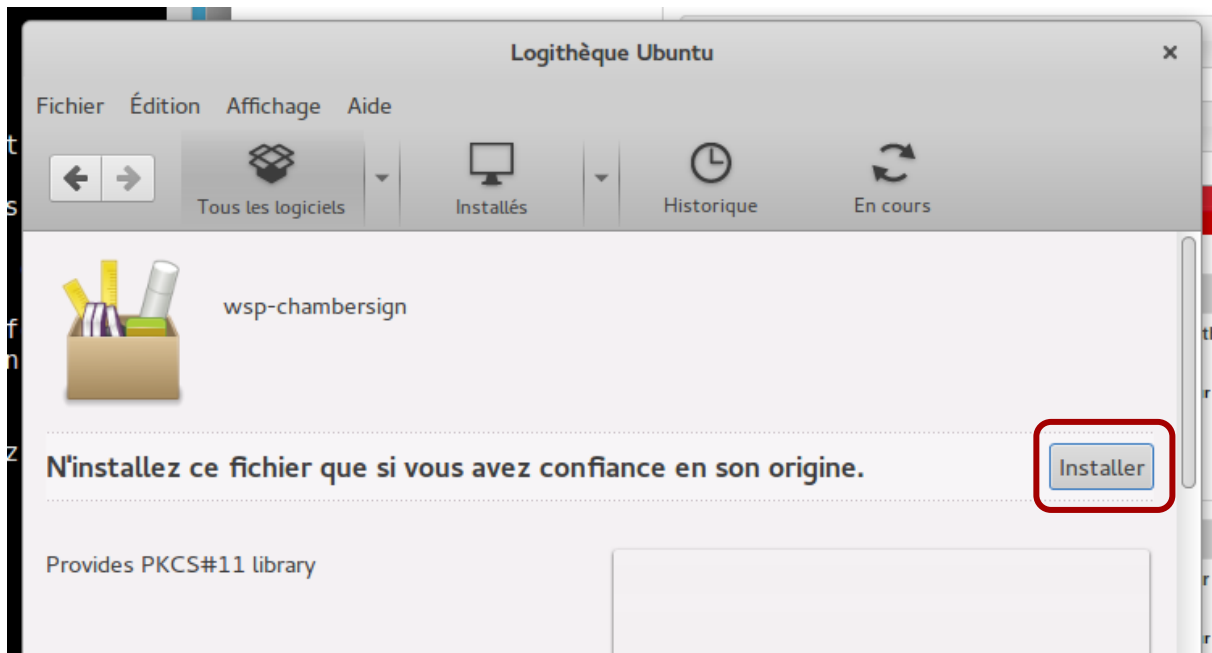 Logithèque Ubuntu
Fichier Édition Affichage Aide
Tous les logiciels Installés Historique En cours
wsp-chambersign
N'installez ce fichier que si vous avez confiance en son origine. Installer
Provides PKCS#11 library